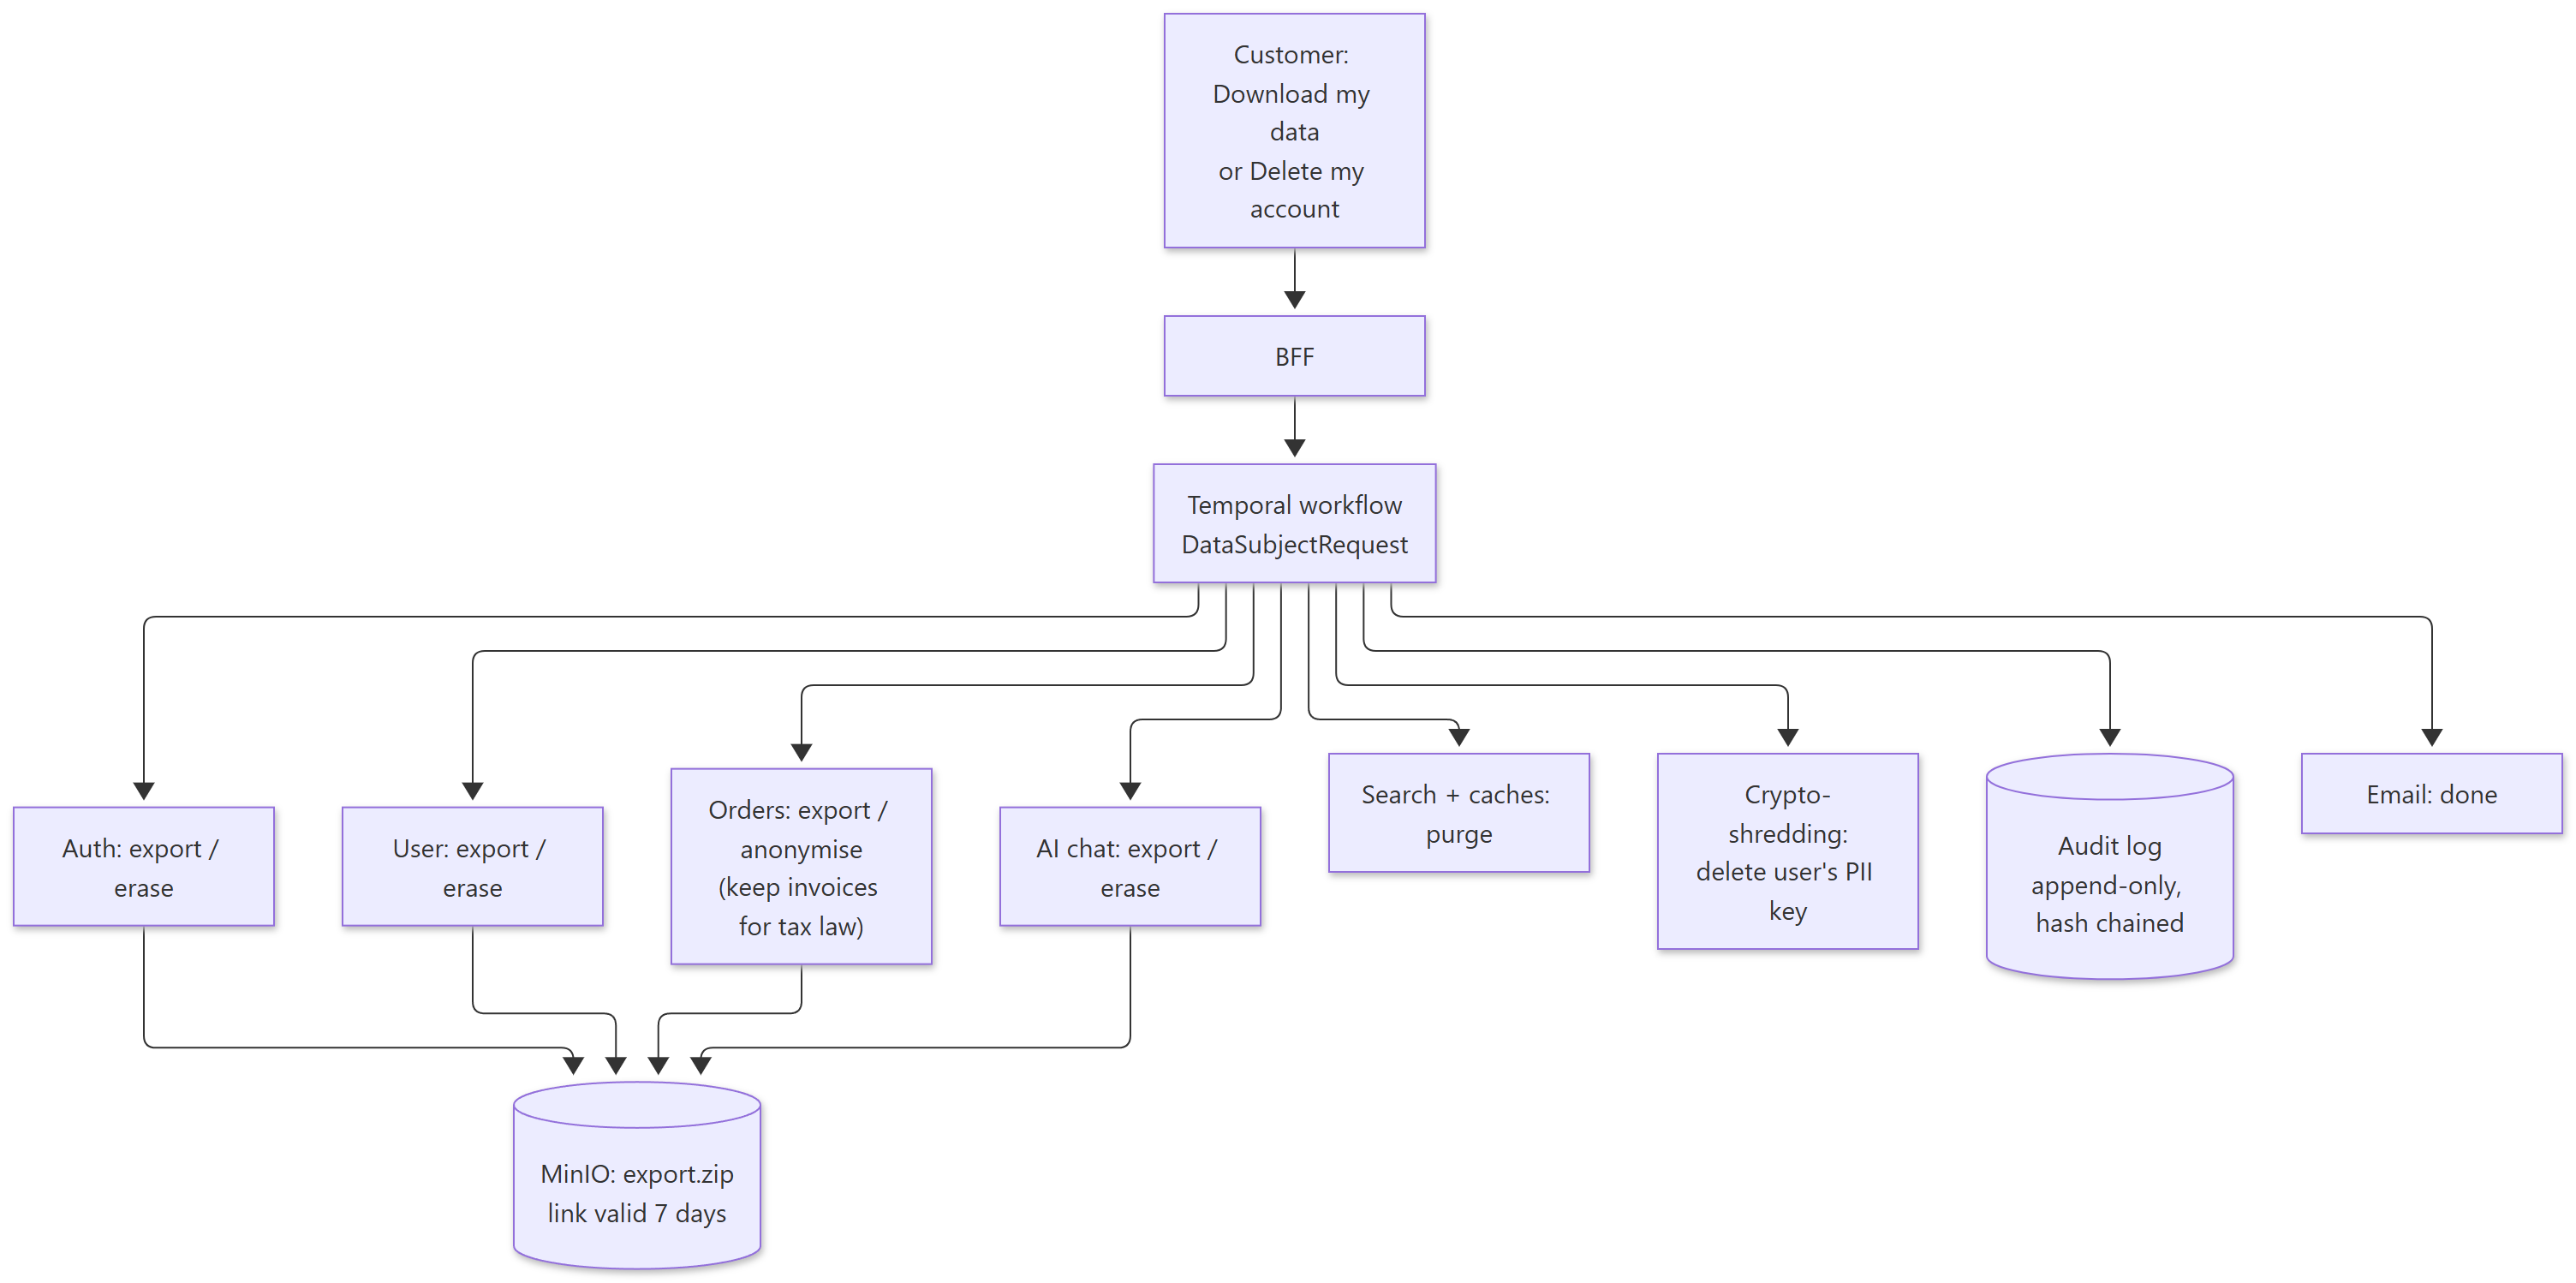 Customer:
Download my
data
or Delete my
account
BFF
Temporal workflow
DataSubjectRequest
Auth: export /
erase
User: export /
erase
Orders: export /
anonymise
(keep invoices
for tax law)
AI chat: export /
erase
Search + caches:
purge
Crypto-
shredding:
delete user's PII
key
Audit log
append-only,
hash chained
Email: done
MinIO: export.zip
link valid 7 days